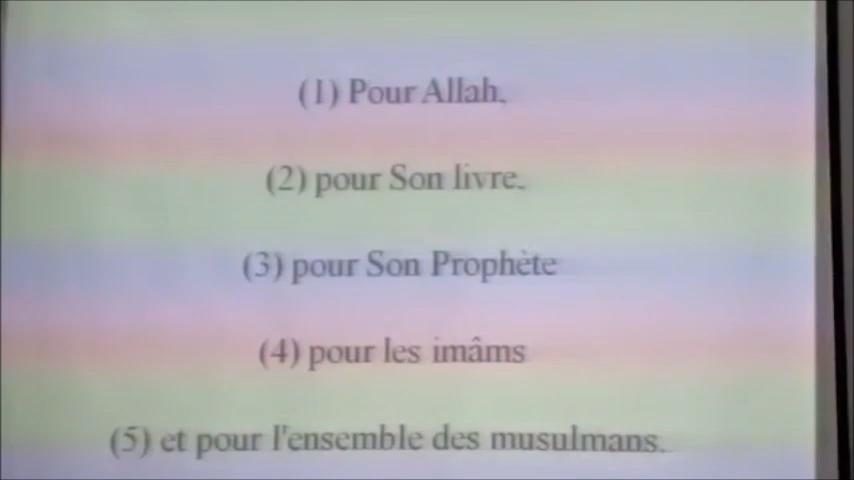 (1) Pour Allah,
(2) pour Son livre,
(3) pour Son Prophète
(4) pour les imâms
(5) et pour l'ensemble des musulmans.